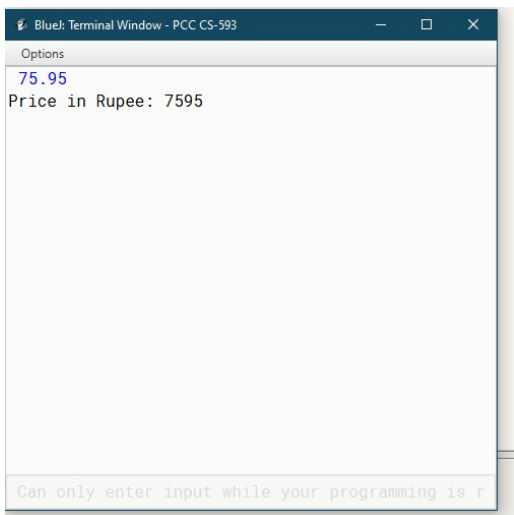 BlueJ: Terminal Window - PCC CS-593
Options
75.95
Price in Rupee: 7595
Can only enter input while your programming is r